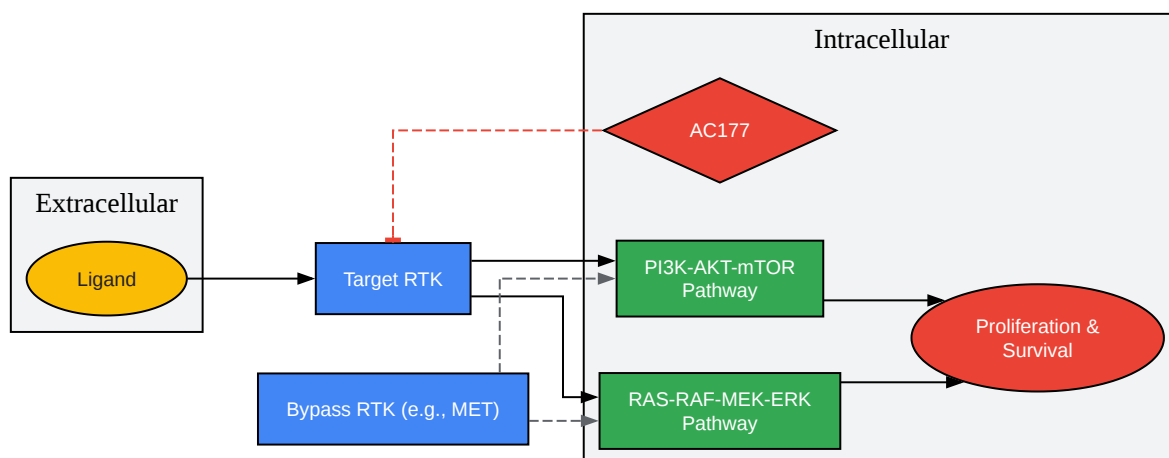 Intracellular
AC177
Extracellular
Ligand
Target RTK
PI3K-AKT-mTOR
Pathway
Proliferation &
Survival
Bypass RTK (e.g., MET)
RAS-RAF-MEK-ERK
Pathway